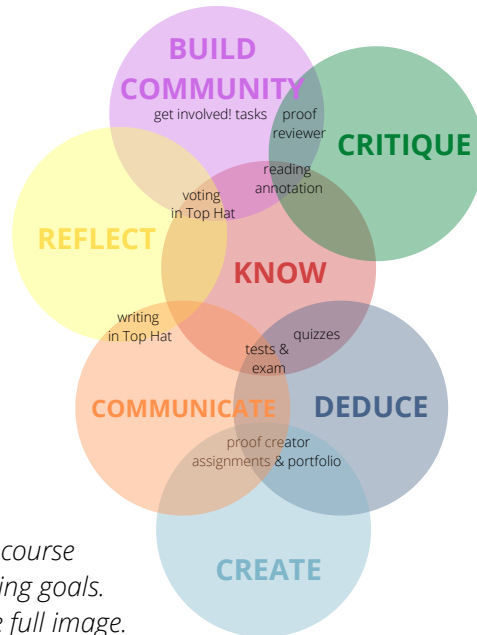 BUILD
COMMUNITY
get involved! tasks
proof
reviewer
CRITIQUE
reading
annotation
voting
in Top Hat
REFLECT
KNOW
writing
in Top Hat
quizzes
tests &
exam
COMMUNICATE
DEDUCE
proof creator
assignments & portfolio
course
ing goals.
CREATE
full image.